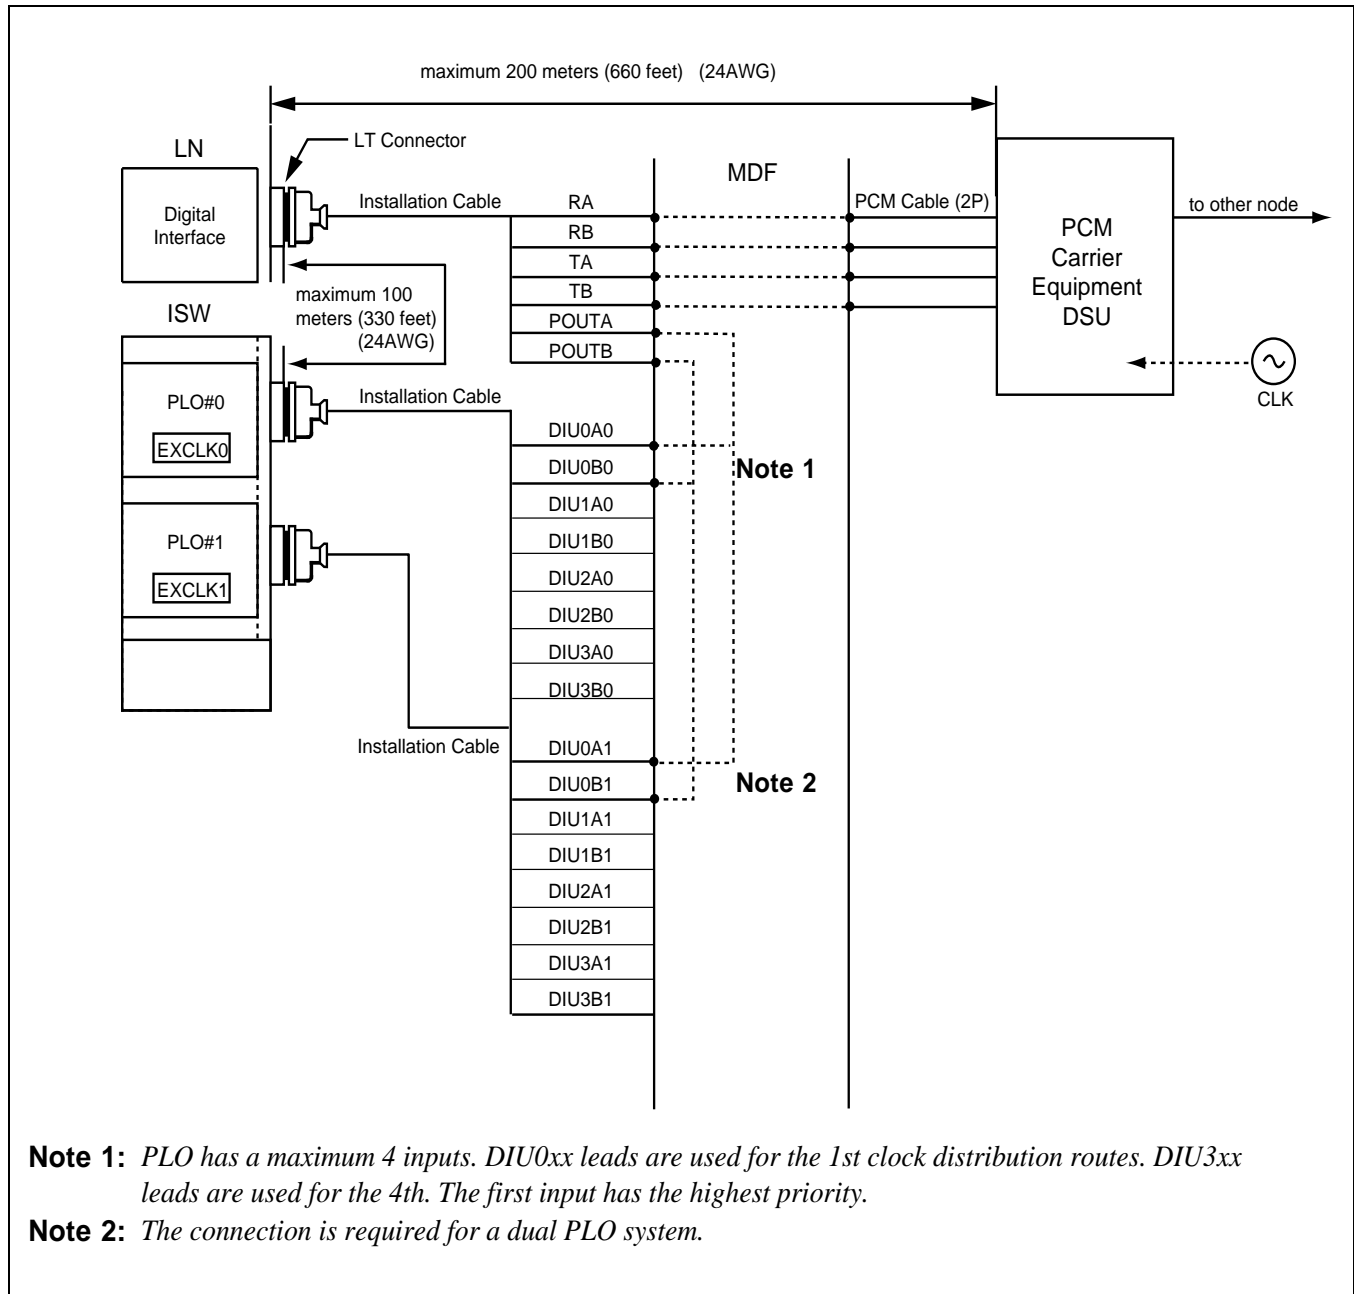 maximum 200 meters (660 feet) (24AWG)
LN
LT Connector
MDF
Digital
Interface
Installation Cable
RA
RB
TA
TB
POUTA
POUTB
PCM Cable (2P)
PCM
Carrier
Equipment
DSU
to other node
CLK
maximum 100
meters (330 feet)
(24AWG)
ISW
PLO#0
EXCLK0
Installation Cable
DIU0A0
DIU0B0
DIU1A0
DIU1B0
DIU2A0
DIU2B0
DIU3A0
DIU3B0
Note 1
PLO#1
EXCLK1
Installation Cable
DIU0A1
DIU0B1
DIU1A1
DIU1B1
DIU2A1
DIU2B1
DIU3A1
DIU3B1
Note 2
Note 1: PLO has a maximum 4 inputs. DIU0xx leads are used for the 1st clock distribution routes. DIU3xx
leads are used for the 4th. The first input has the highest priority.
Note 2: The connection is required for a dual PLO system.